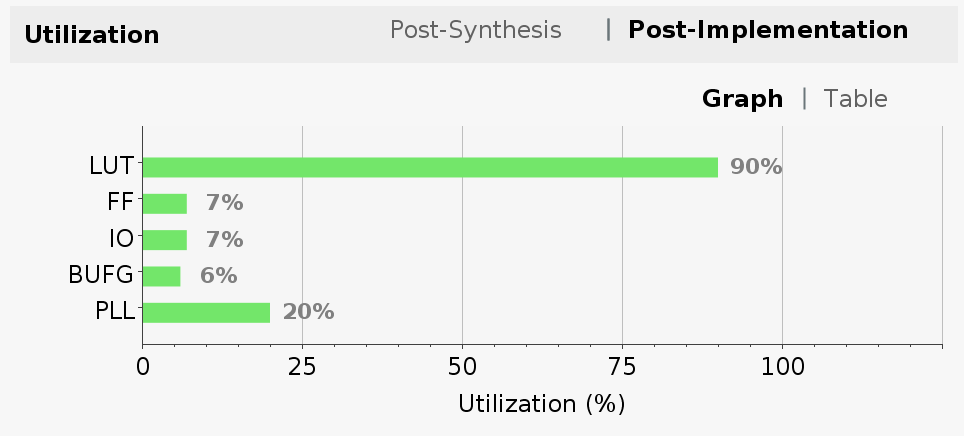 Utilization Post-Synthesis | Post-Implementation
Graph | Table
LUT 90%
FF 7%
IO 7%
BUFG 6%
PLL 20%
0 25 50 75 100
Utilization (%)